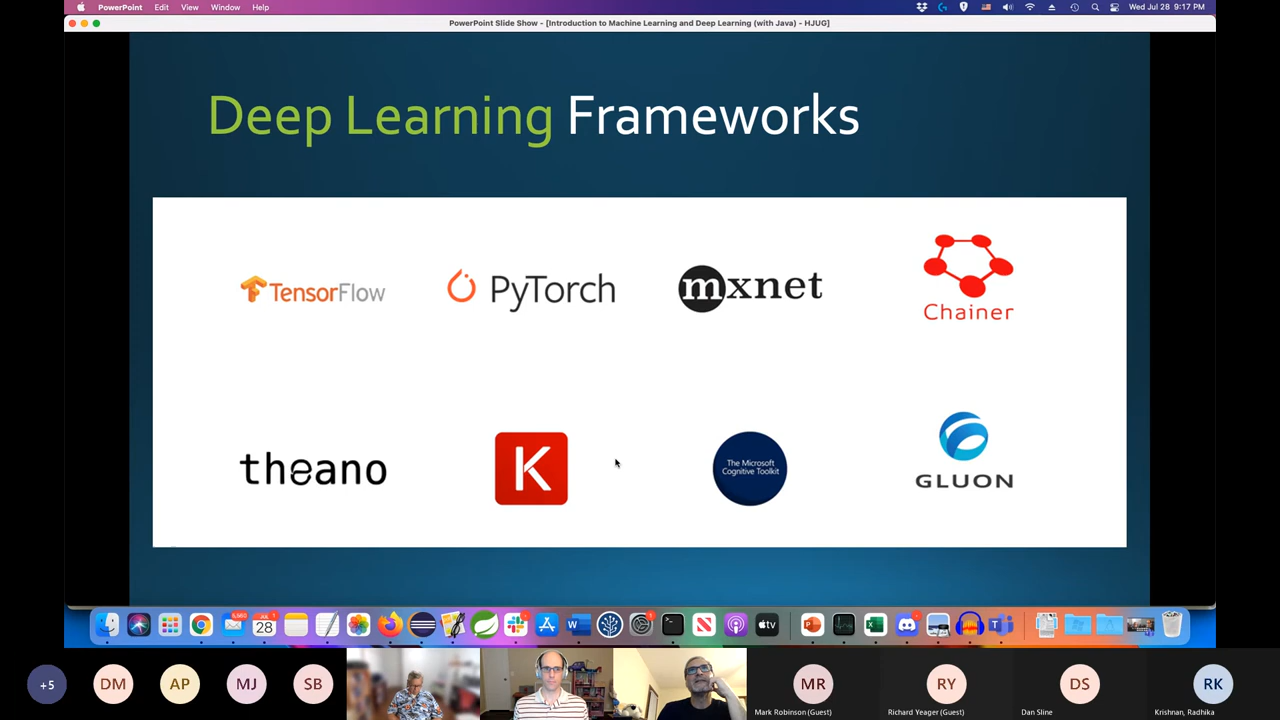 PowerPoint Edit View Window Help
Wed Jul 28 9:17 PM
PowerPoint Slide Show - [Introduction to Machine Learning and Deep Learning (with Java) - HJUG]
Deep Learning Frameworks
TensorFlow
PyTorch
mxnet
Chainer
theano
K
The Microsoft
Cognitive Toolkit
GLUON
JUL
28
+5
DM
AP
MJ
SB
MR
RY
DS
RK
Mark Robinson (Guest)
Richard Yeager (Guest)
Dan Sline
Krishnan, Radhika